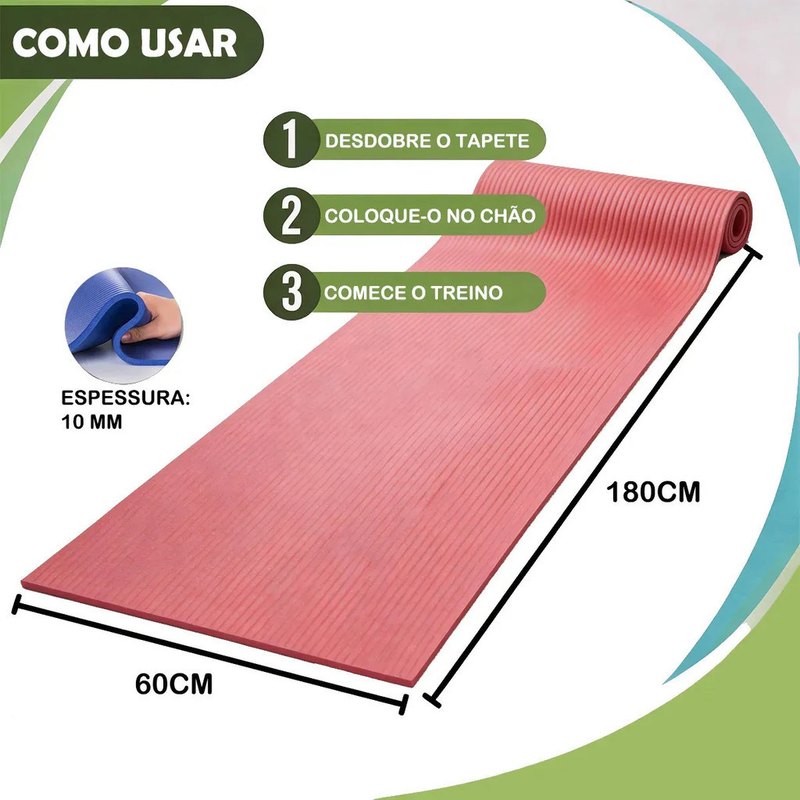 COMO USAR
1 DESDOBRE O TAPETE
2 COLOQUE-O NO CHÃO
3 COMECE O TREINO
ESPESSURA:
10 MM
180CM
60CM